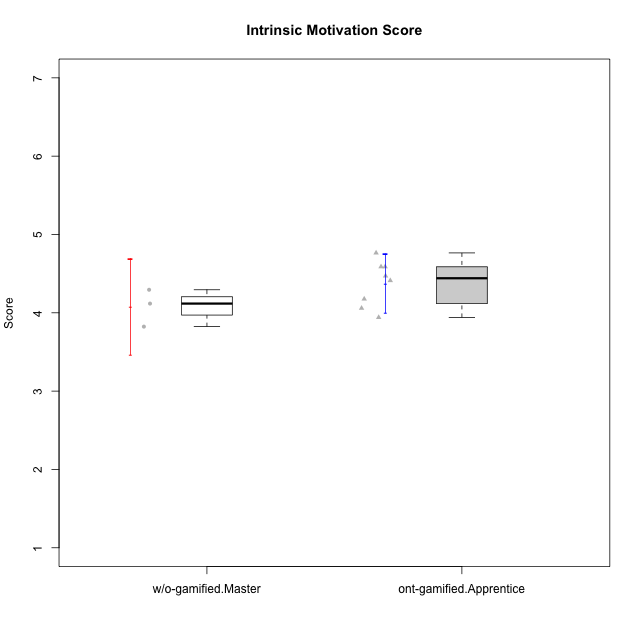 Intrinsic Motivation Score
7
6
5
4
3
2
1
Score
w/o-gamified.Master
ont-gamified.Apprentice